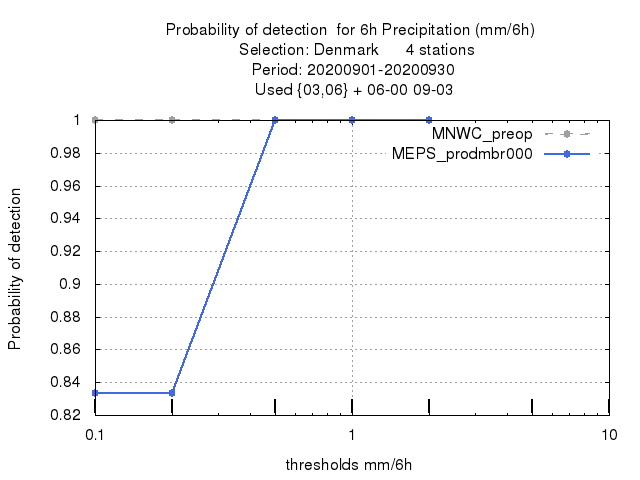 Probability of detection  for 6h Precipitation (mm/6h)
Selection: Denmark      4 stations
Period: 20200901-20200930
Used {03,06} + 06-00 09-03
MNWC_preop
MEPS_prodmbr000
Probability of detection
1
0.98
0.96
0.94
0.92
0.9
0.88
0.86
0.84
0.82
0.1
1
10
thresholds mm/6h